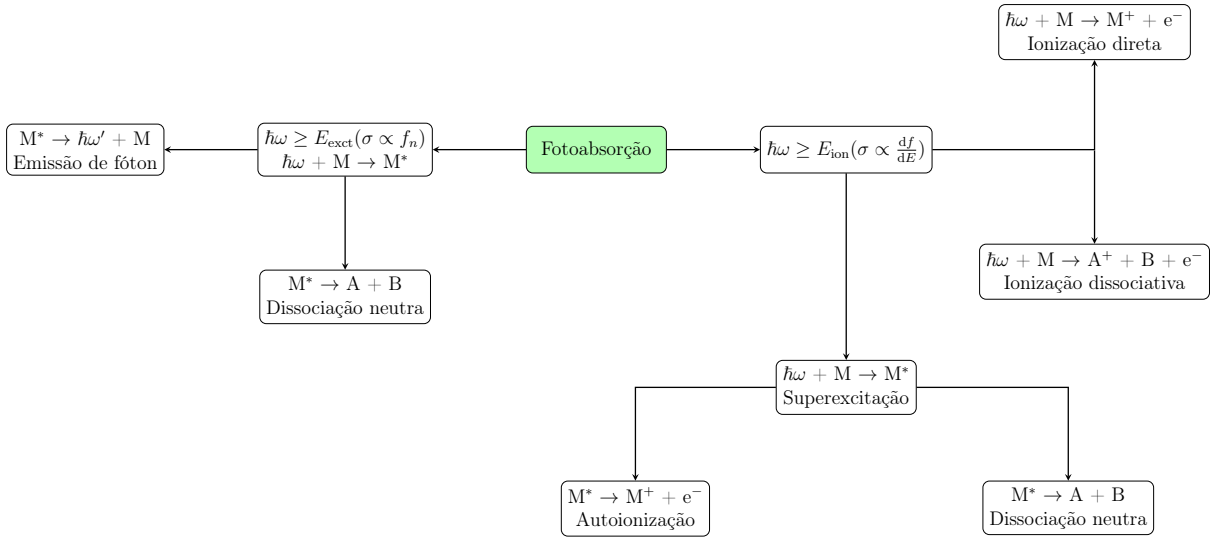 ħω + M → M⁺ + e⁻
Ionização direta
M* → ħω′ + M
Emissão de fóton
ħω ≥ E_exct(σ ∝ f_n)
ħω + M → M*
Fotoabsorção
ħω ≥ E_ion(σ ∝ df/dE)
ħω + M → A⁺ + B + e⁻
Ionização dissociativa
M* → A + B
Dissociação neutra
ħω + M → M*
Superexcitação
M* → M⁺ + e⁻
Autoionização
M* → A + B
Dissociação neutra